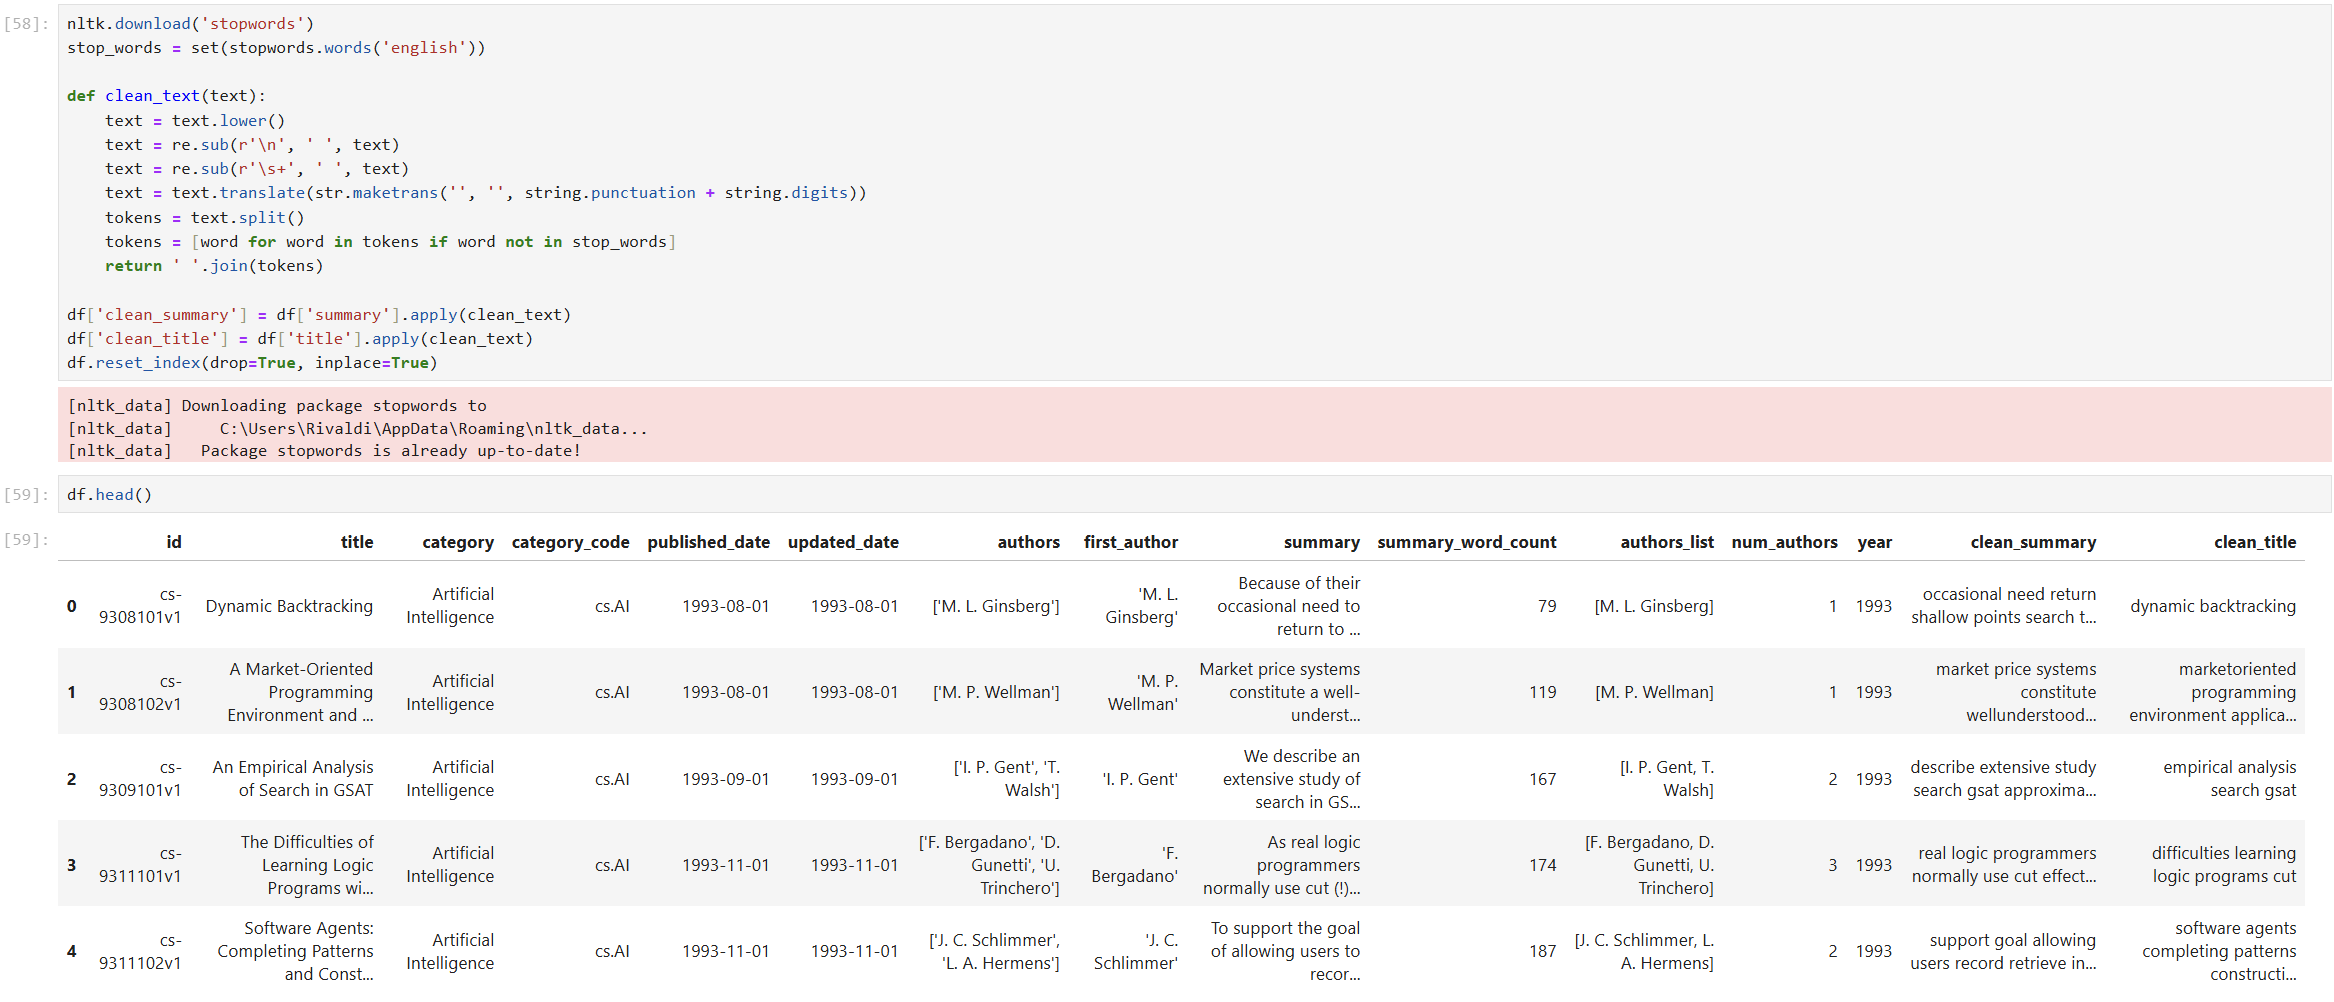 [58]:
nltk.download('stopwords')
stop_words = set(stopwords.words('english'))
def clean_text(text):
    text = text.lower()
    text = re.sub(r'\n', ' ', text)
    text = re.sub(r'\s+', ' ', text)
    text = text.translate(str.maketrans('', '', string.punctuation + string.digits))
    tokens = text.split()
    tokens = [word for word in tokens if word not in stop_words]
    return ' '.join(tokens)
df['clean_summary'] = df['summary'].apply(clean_text)
df['clean_title'] = df['title'].apply(clean_text)
df.reset_index(drop=True, inplace=True)
[nltk_data] Downloading package stopwords to
[nltk_data]     C:\Users\Rivaldi\AppData\Roaming\nltk_data...
[nltk_data]   Package stopwords is already up-to-date!
[59]:
df.head()
[59]:
id title category category_code published_date updated_date authors first_author summary summary_word_count authors_list num_authors year clean_summary clean_title
0
cs-
9308101v1
Dynamic Backtracking
Artificial
Intelligence
cs.AI
1993-08-01
1993-08-01
['M. L. Ginsberg']
'M. L.
Ginsberg'
Because of their
occasional need to
return to ...
79
[M. L. Ginsberg]
1
1993
occasional need return
shallow points search t...
dynamic backtracking
1
cs-
9308102v1
A Market-Oriented
Programming
Environment and ...
Artificial
Intelligence
cs.AI
1993-08-01
1993-08-01
['M. P. Wellman']
'M. P.
Wellman'
Market price systems
constitute a well-
underst...
119
[M. P. Wellman]
1
1993
market price systems
constitute
wellunderstood...
marketoriented
programming
environment applica...
2
cs-
9309101v1
An Empirical Analysis
of Search in GSAT
Artificial
Intelligence
cs.AI
1993-09-01
1993-09-01
['I. P. Gent', 'T.
Walsh']
'I. P. Gent'
We describe an
extensive study of
search in GS...
167
[I. P. Gent, T.
Walsh]
2
1993
describe extensive study
search gsat approxima...
empirical analysis
search gsat
3
cs-
9311101v1
The Difficulties of
Learning Logic
Programs wi...
Artificial
Intelligence
cs.AI
1993-11-01
1993-11-01
['F. Bergadano', 'D.
Gunetti', 'U.
Trinchero']
'F.
Bergadano'
As real logic
programmers
normally use cut (!)...
174
[F. Bergadano, D.
Gunetti, U.
Trinchero]
3
1993
real logic programmers
normally use cut effect...
difficulties learning
logic programs cut
4
cs-
9311102v1
Software Agents:
Completing Patterns
and Const...
Artificial
Intelligence
cs.AI
1993-11-01
1993-11-01
['J. C. Schlimmer',
'L. A. Hermens']
'J. C.
Schlimmer'
To support the goal
of allowing users to
recor...
187
[J. C. Schlimmer, L.
A. Hermens]
2
1993
support goal allowing
users record retrieve in...
software agents
completing patterns
constructi...